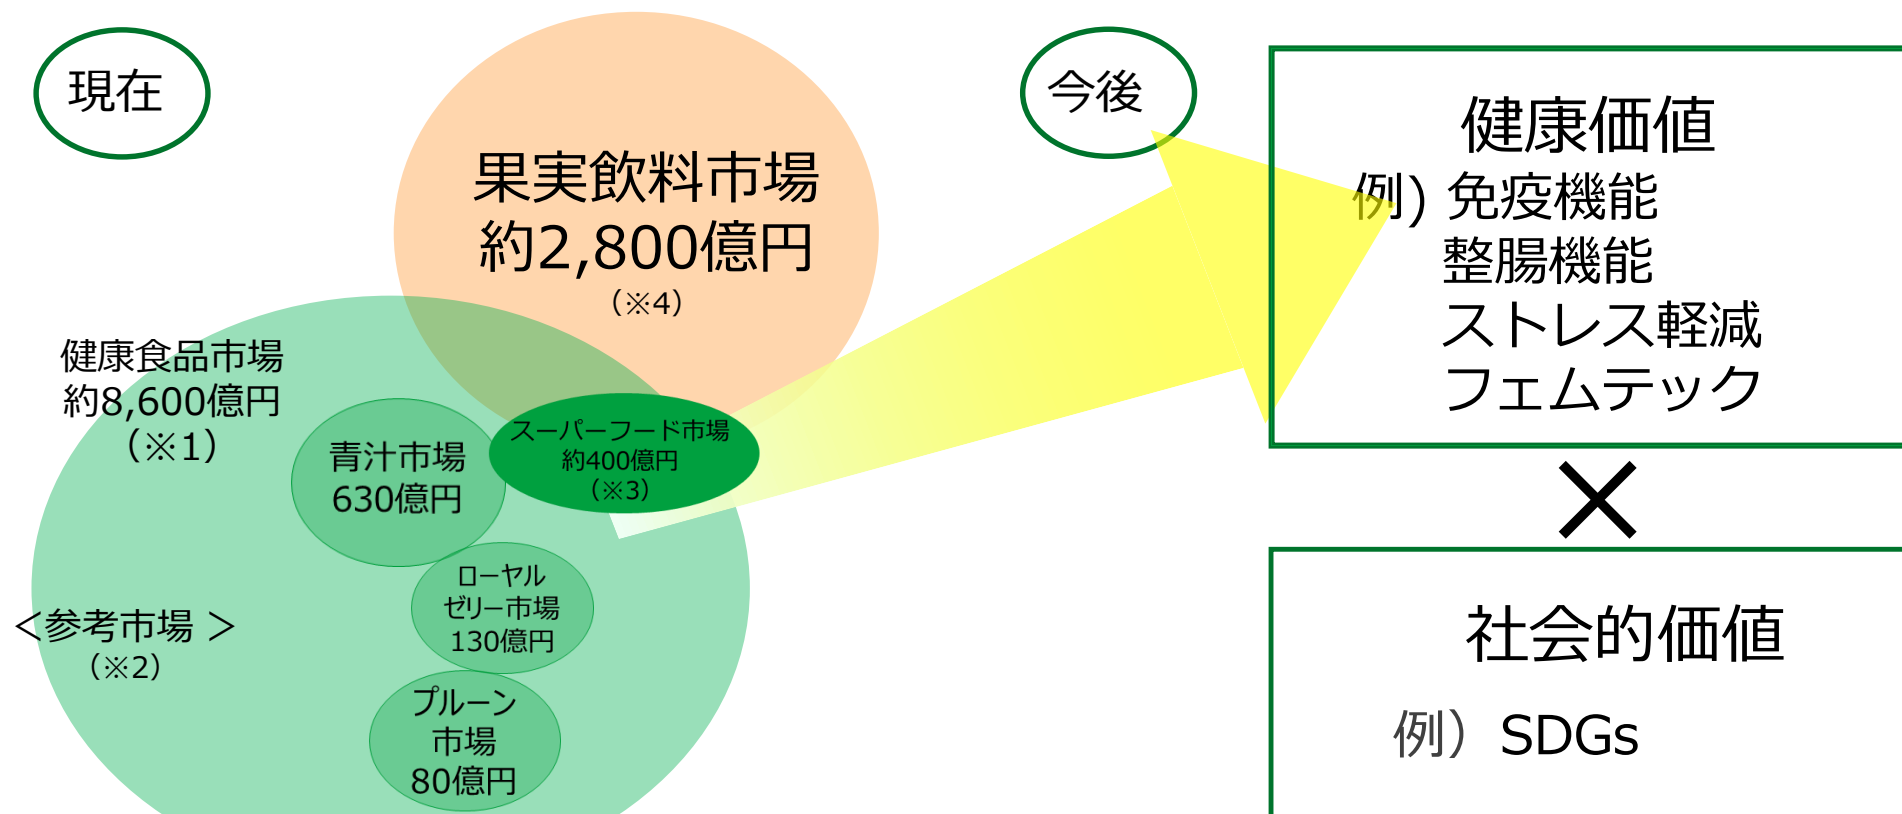 現在
果実飲料市場
約2,800億円
（※4）
健康食品市場
約8,600億円
（※1）
青汁市場
630億円
スーパーフード市場
約400億円
（※3）
ローヤル
ゼリー市場
130億円
＜参考市場 ＞
（※2）
プルーン
市場
80億円
今後
健康価値
例) 免疫機能
整腸機能
ストレス軽減
フェムテック
×
社会的価値
例）SDGs